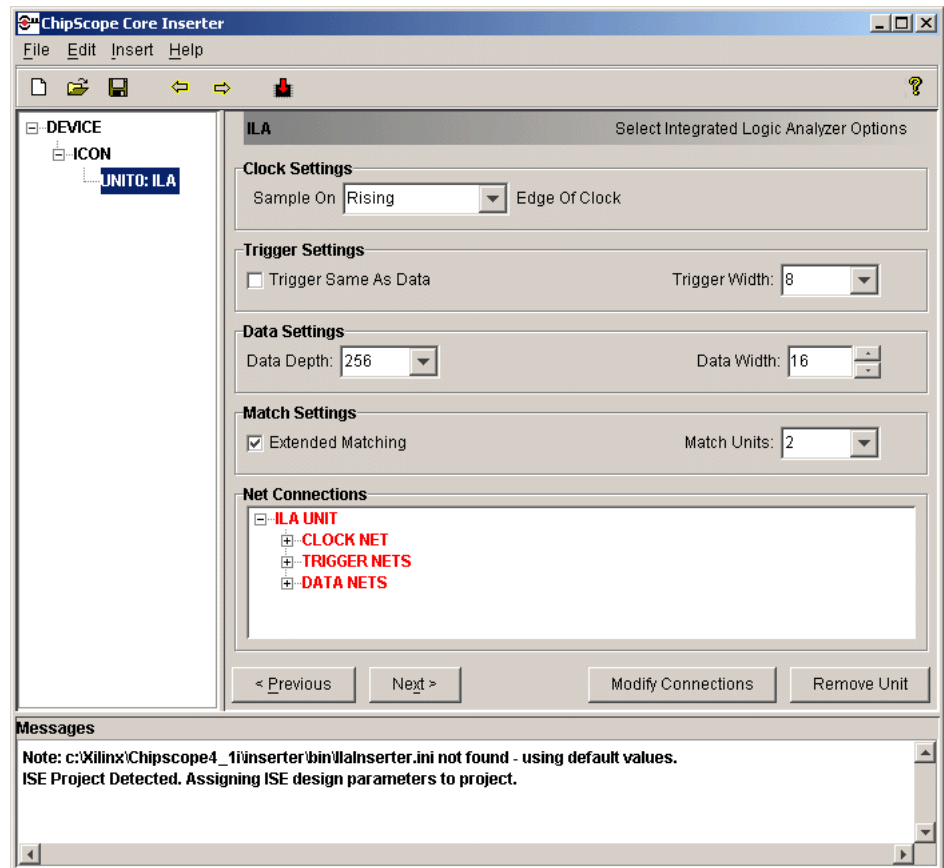 ChipScope Core Inserter
File Edit Insert Help
DEVICE
ICON
UNIT0: ILA
ILA Select Integrated Logic Analyzer Options
Clock Settings
Sample On Rising Edge Of Clock
Trigger Settings
Trigger Same As Data Trigger Width: 8
Data Settings
Data Depth: 256 Data Width: 16
Match Settings
Extended Matching Match Units: 2
Net Connections
ILA UNIT
CLOCK NET
TRIGGER NETS
DATA NETS
< Previous Next > Modify Connections Remove Unit
Messages
Note: c:\Xilinx\Chipscope4_1i\inserter\bin\IlaInserter.ini not found - using default values.
ISE Project Detected. Assigning ISE design parameters to project.